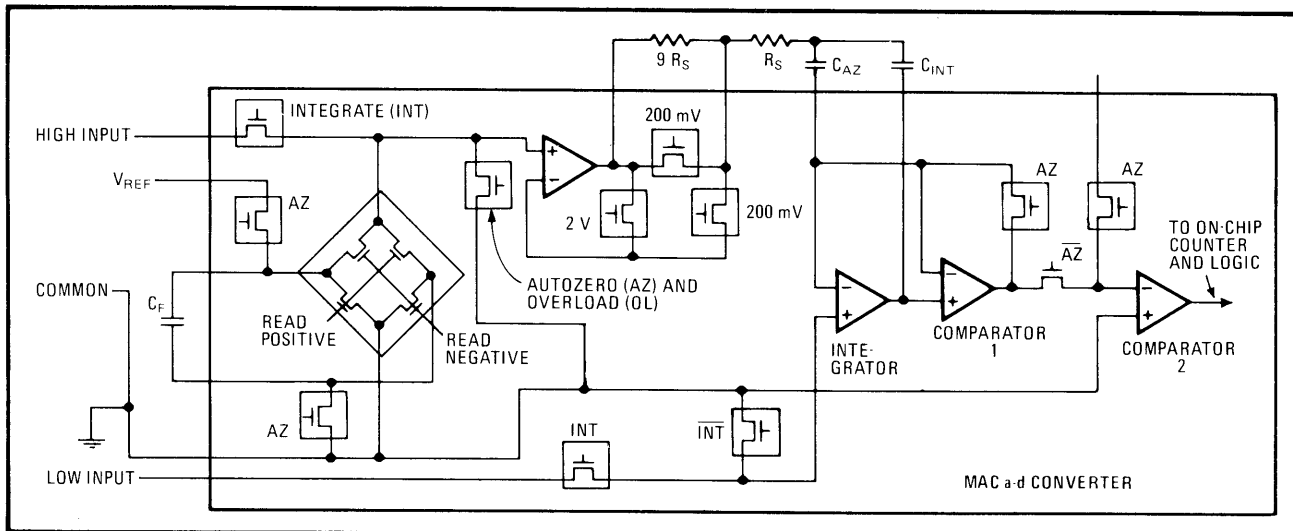 9 R_S
R_S
C_AZ
C_INT
INTEGRATE (INT)
HIGH INPUT
200 mV
V_REF
AZ
AZ
AZ
2 V
200 mV
TO ON-CHIP
COUNTER
AND LOGIC
A̅Z̅
COMMON
C_F
AUTOZERO (AZ) AND
OVERLOAD (OL)
READ
POSITIVE
READ
NEGATIVE
INTE-
GRATOR
COMPARATOR
1
COMPARATOR
2
AZ
INT
I̅N̅T̅
LOW INPUT
MAC a-d CONVERTER
+
−
−
+
−
+
−
+